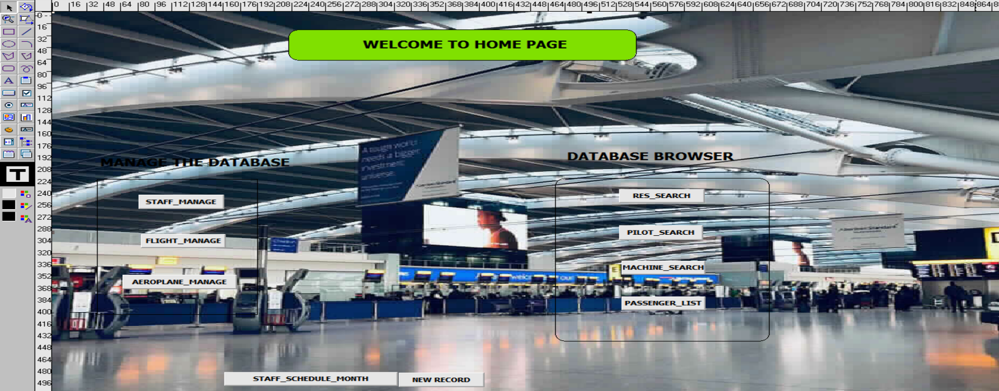 0 16 32 48 64 80 96 112 128 144 160 176 192 208 224 240 256 272 288 304 320 336 352 368 384 400 416 432 448 464 480 496 512 528 544 560 576 592 608 624 640 656 672 688 704 720 736 752 768 784 800 816 832 848 864
0
16
32
48
64
80
96
112
128
144
160
176
192
208
224
240
256
272
288
304
320
336
352
368
384
400
416
432
448
464
480
496
T
WELCOME TO HOME PAGE
A tough world
needs a bigger
investment
universe.
MANAGE THE DATABASE
DATABASE BROWSER
STAFF_MANAGE
RES_SEARCH
FLIGHT_MANAGE
PILOT_SEARCH
AEROPLANE_MANAGE
MACHINE_SEARCH
E
PASSENGER_LIST
STAFF_SCHEDULE_MONTH
NEW RECORD